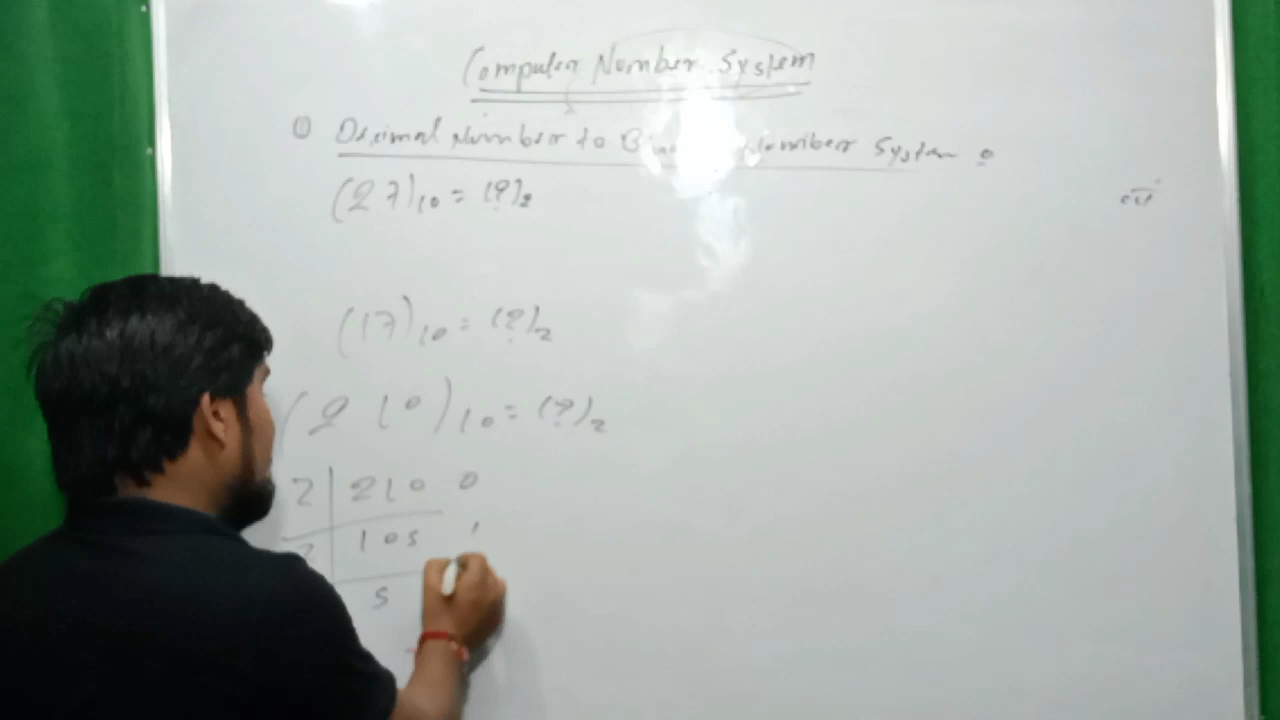 Computer Number System
① Decimal Number to Number System :
(27)10 = (?)2
(17)10 = (?)2
(210)10 = (?)2
2 | 210 0
2 | 105 1
5